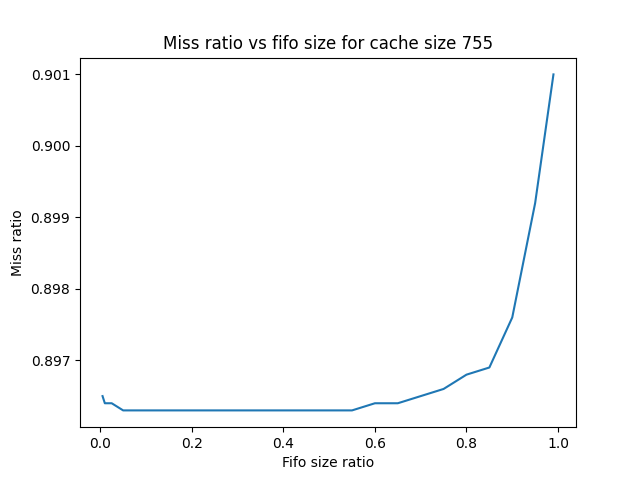 Miss ratio vs fifo size for cache size 755
0.901
0.900
0.899
0.898
0.897
Miss ratio
0.0 0.2 0.4 0.6 0.8 1.0
Fifo size ratio